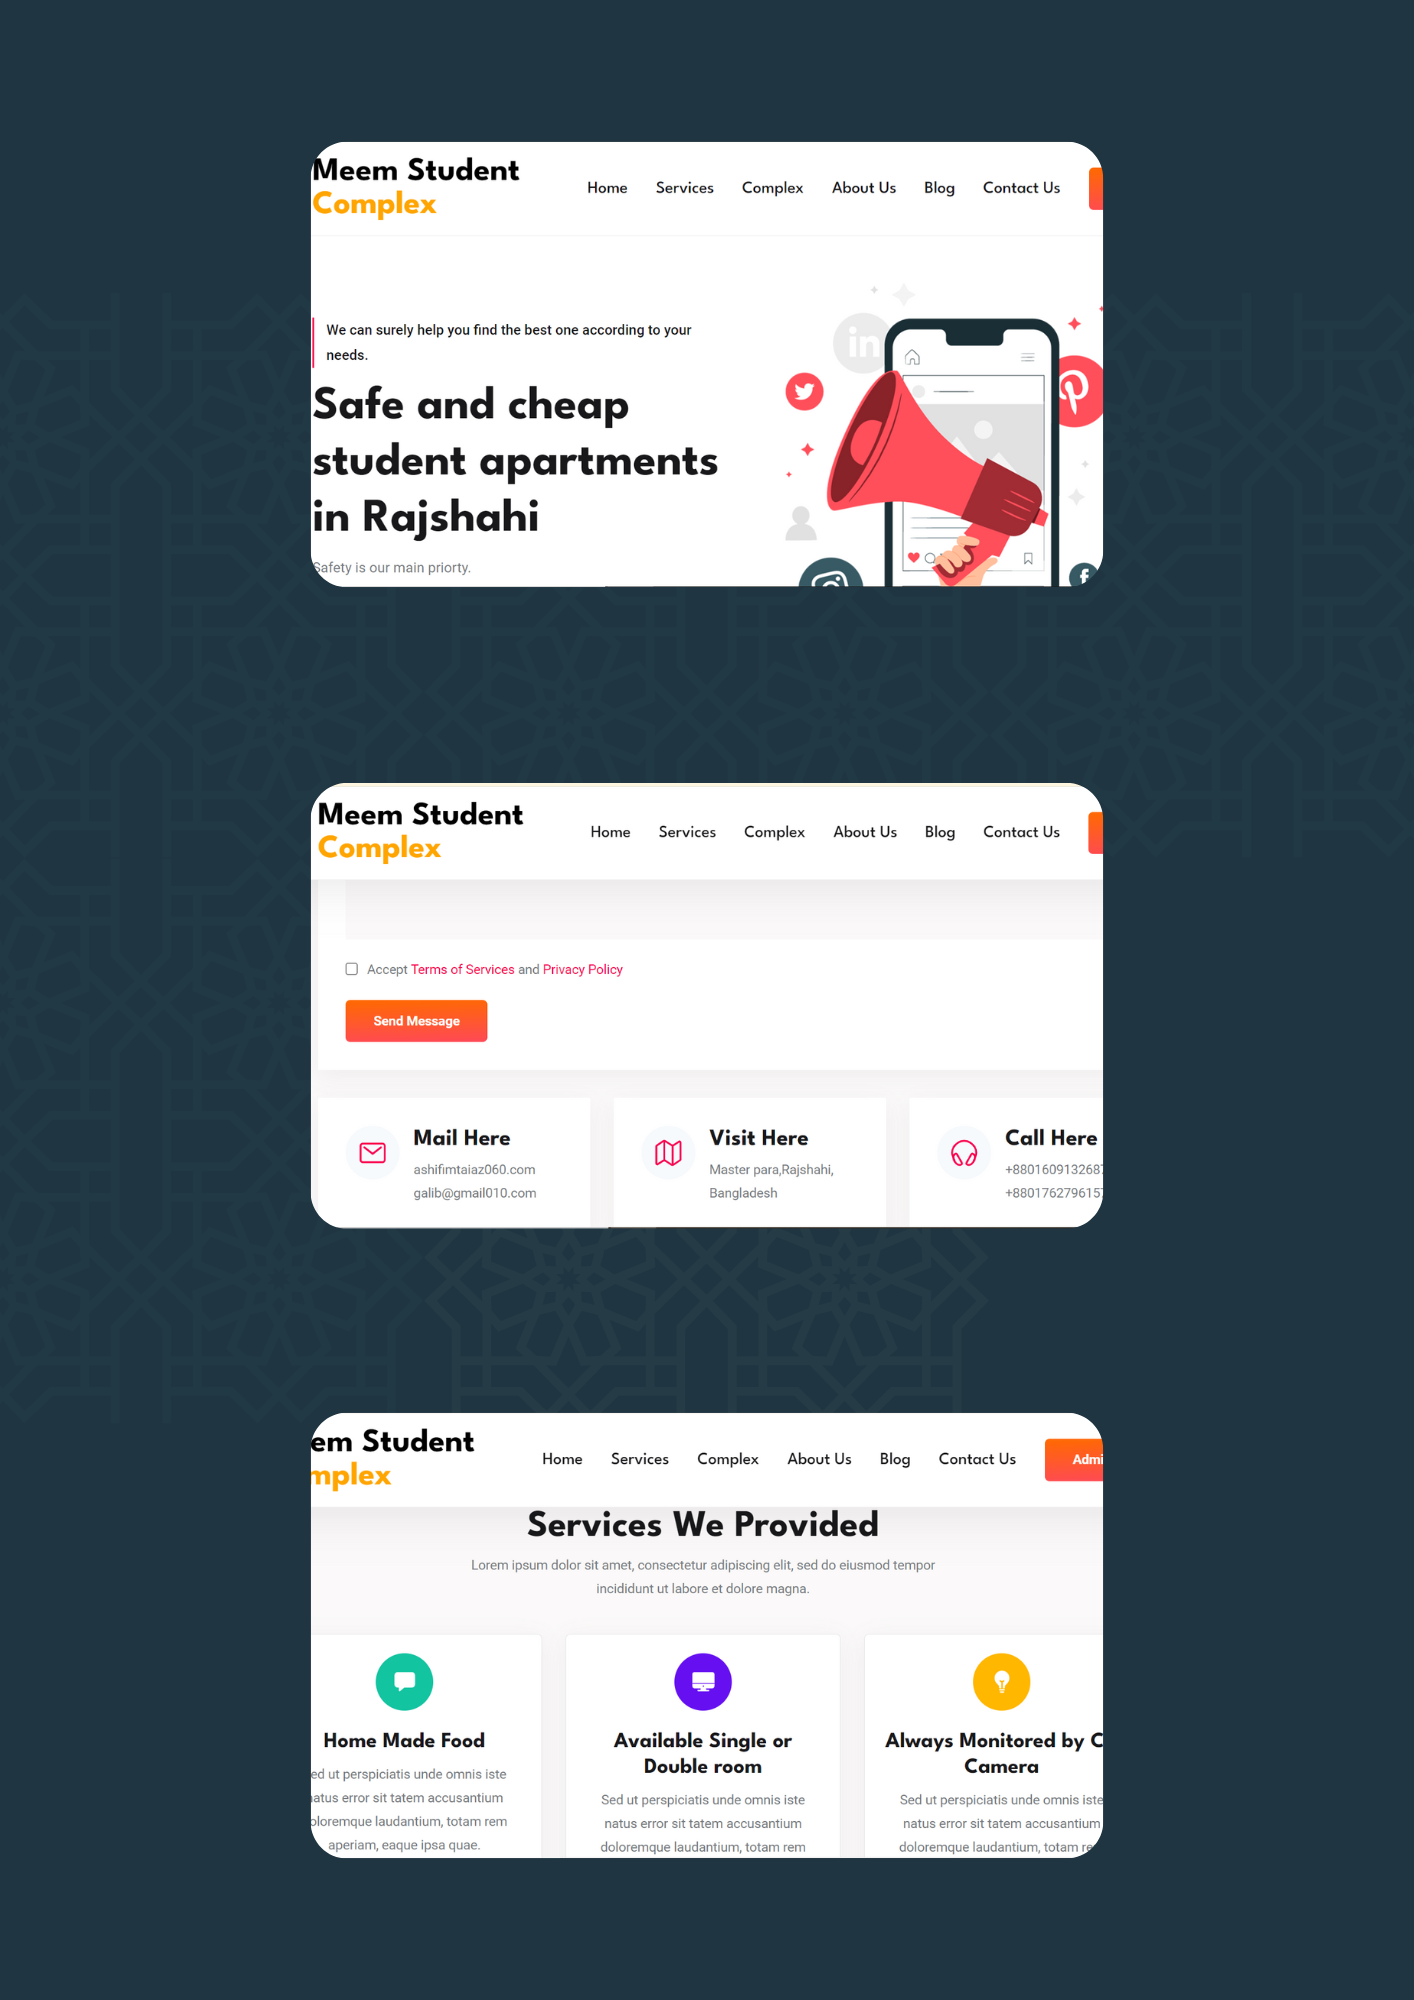 Meem Student
Complex
Home Services Complex About Us Blog Contact Us
We can surely help you find the best one according to your
needs.
Safe and cheap
student apartments
in Rajshahi
Safety is our main priorty.
Meem Student
Complex
Home Services Complex About Us Blog Contact Us
Accept Terms of Services and Privacy Policy
Send Message
Mail Here
ashifimtaiaz060.com
galib@gmail010.com
Visit Here
Master para,Rajshahi,
Bangladesh
Call Here
+880160913268
+880176279615
em Student
mplex
Home Services Complex About Us Blog Contact Us Admi
Services We Provided
Lorem ipsum dolor sit amet, consectetur adipiscing elit, sed do eiusmod tempor
incididunt ut labore et dolore magna.
Home Made Food
ed ut perspiciatis unde omnis iste
natus error sit tatem accusantium
oloremque laudantium, totam rem
aperiam, eaque ipsa quae.
Available Single or
Double room
Sed ut perspiciatis unde omnis iste
natus error sit tatem accusantium
doloremque laudantium, totam rem
Always Monitored by C
Camera
Sed ut perspiciatis unde omnis iste
natus error sit tatem accusantium
doloremque laudantium, totam re